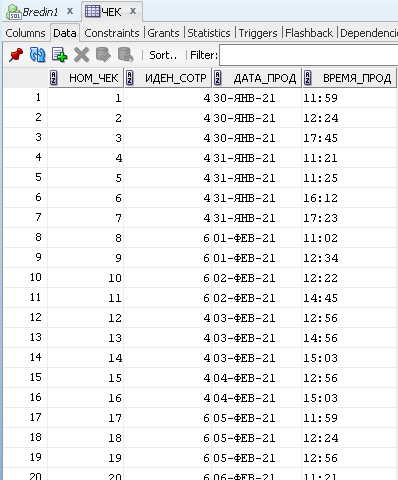 Bredin1 x ЧЕК x
Columns Data Constraints Grants Statistics Triggers Flashback Dependencie
Sort.. Filter:
НОМ_ЧЕК ИДЕН_СОТР ДАТА_ПРОД ВРЕМЯ_ПРОД
1 1 4 30-ЯНВ-21 11:59
2 2 4 30-ЯНВ-21 12:24
3 3 4 30-ЯНВ-21 17:45
4 4 4 31-ЯНВ-21 11:21
5 5 4 31-ЯНВ-21 11:25
6 6 4 31-ЯНВ-21 16:12
7 7 4 31-ЯНВ-21 17:23
8 8 6 01-ФЕВ-21 11:02
9 9 6 01-ФЕВ-21 12:34
10 10 6 02-ФЕВ-21 12:22
11 11 6 02-ФЕВ-21 14:45
12 12 4 03-ФЕВ-21 12:56
13 13 4 03-ФЕВ-21 14:56
14 14 4 03-ФЕВ-21 15:03
15 15 4 04-ФЕВ-21 12:56
16 16 4 04-ФЕВ-21 15:03
17 17 6 05-ФЕВ-21 11:59
18 18 6 05-ФЕВ-21 12:24
19 19 6 05-ФЕВ-21 12:56
20 20 6 06-ФЕВ-21 11:21